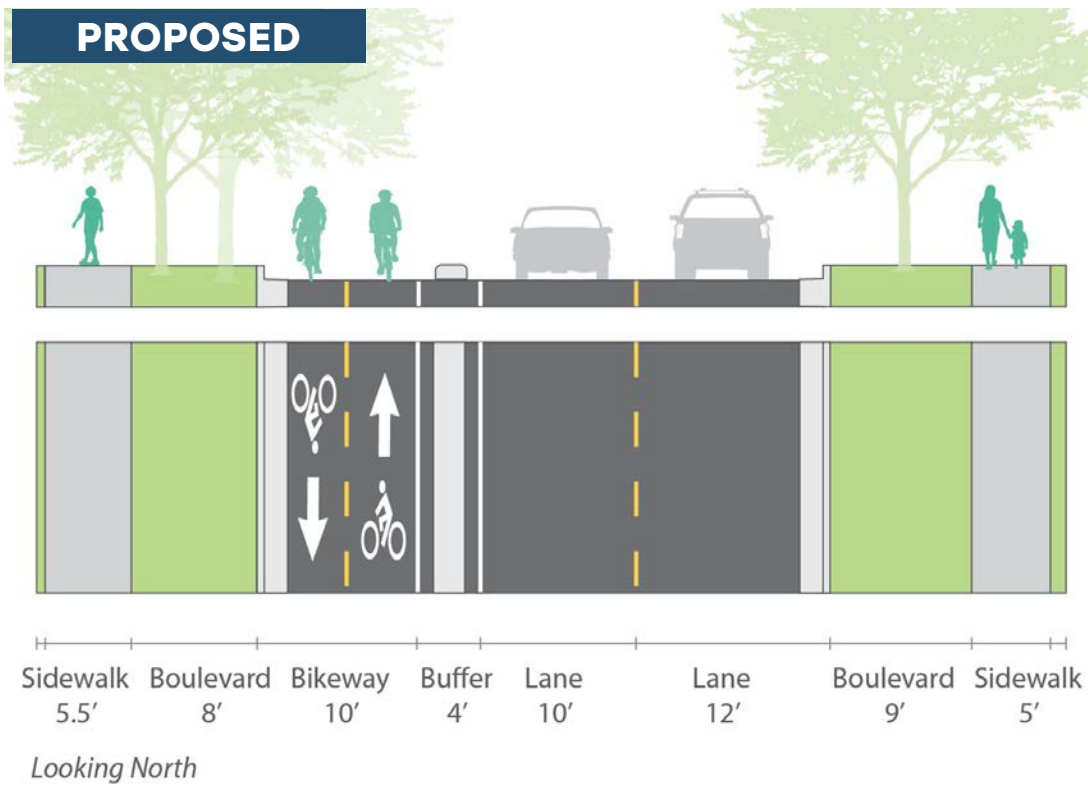 PROPOSED
Sidewalk Boulevard Bikeway Buffer Lane Lane Boulevard Sidewalk
5.5’ 8’ 10’ 4’ 10’ 12’ 9’ 5’
Looking North